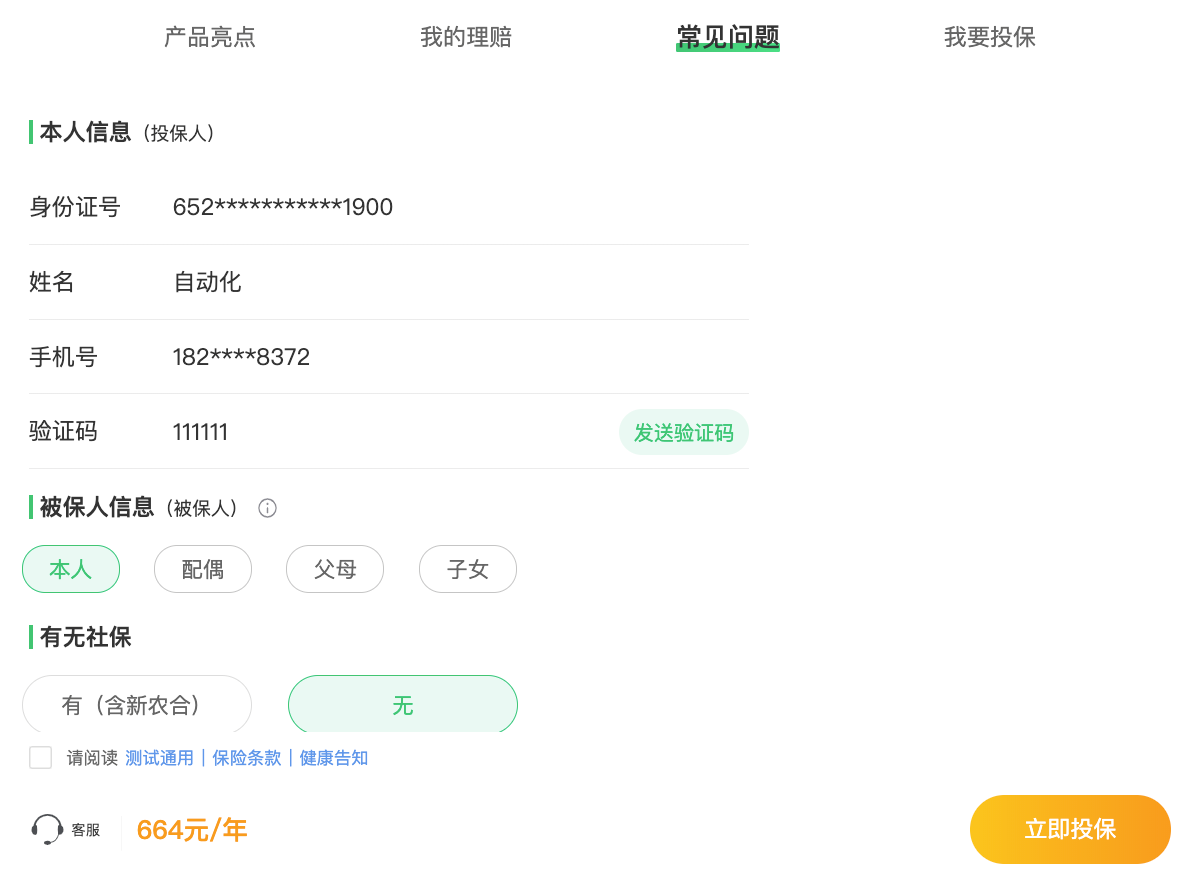 产品亮点 我的理赔 常见问题 我要投保
本人信息（投保人）
身份证号 652***********1900
姓名 自动化
手机号 182****8372
验证码 111111 发送验证码
被保人信息（被保人）
本人 配偶 父母 子女
有无社保
有（含新农合） 无
请阅读 测试通用｜保险条款｜健康告知
客服 664元/年 立即投保